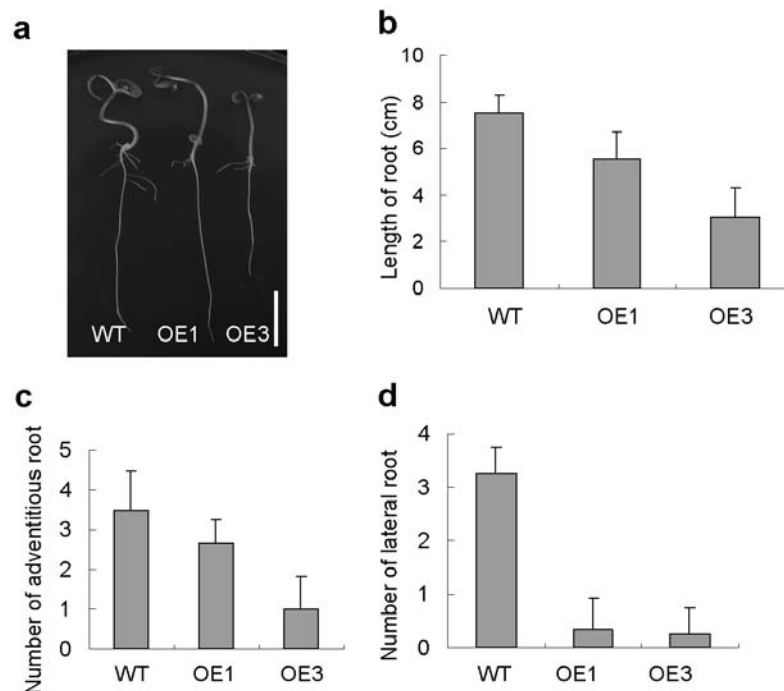 a
WT OE1 OE3
b
Length of root (cm)
10
8
6
4
2
0
WT OE1 OE3
c
Number of adventitious root
5
4
3
2
1
0
WT OE1 OE3
d
Number of lateral root
4
3
2
1
0
WT OE1 OE3